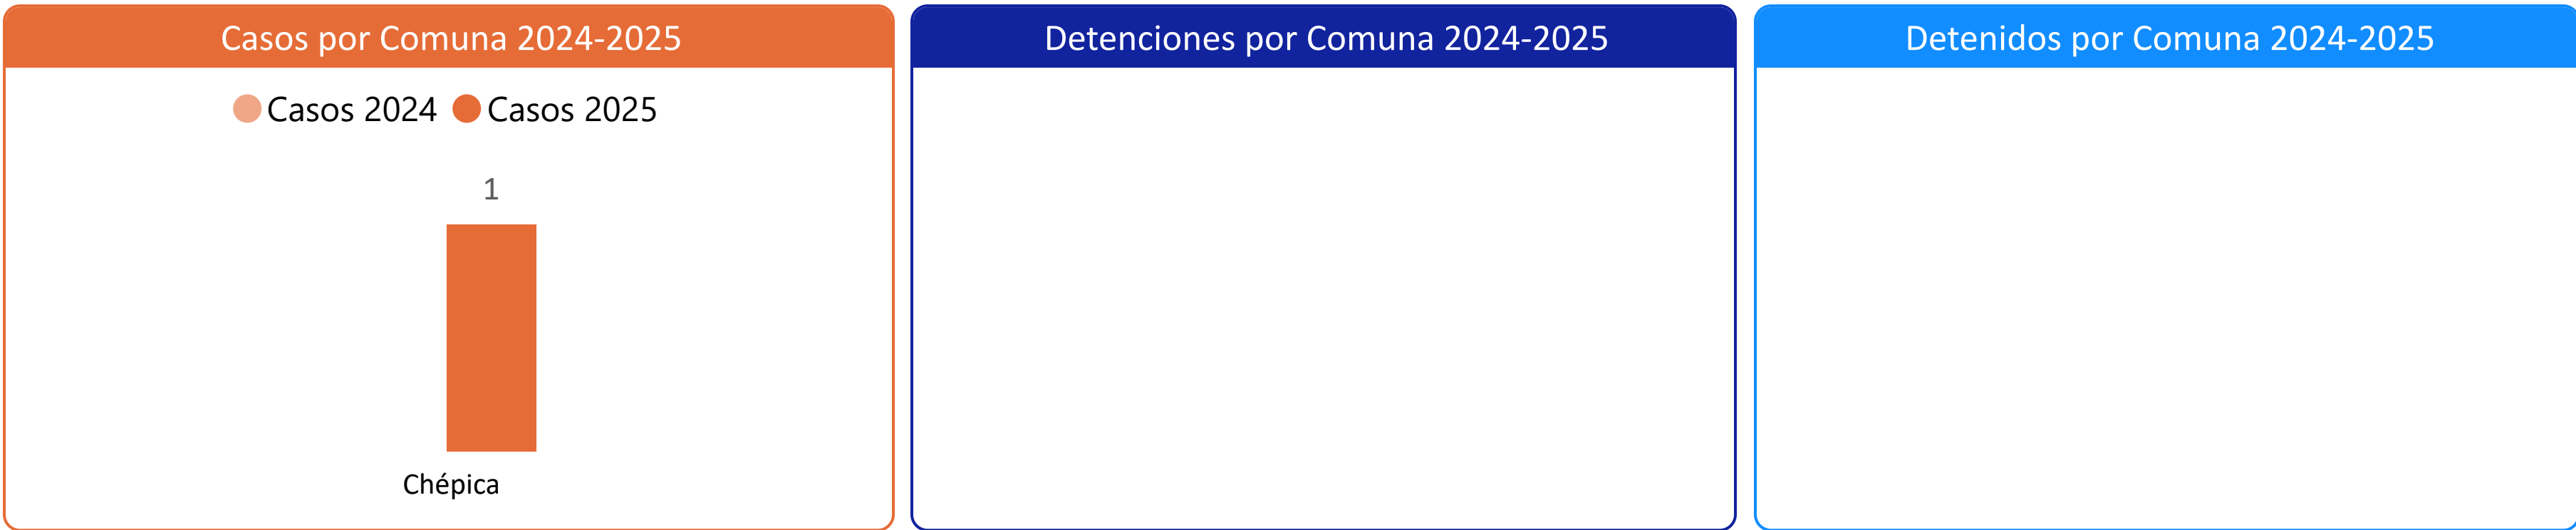 Casos por Comuna 2024-2025
Casos 2024 Casos 2025
1
Chépica
Detenciones por Comuna 2024-2025
Detenidos por Comuna 2024-2025